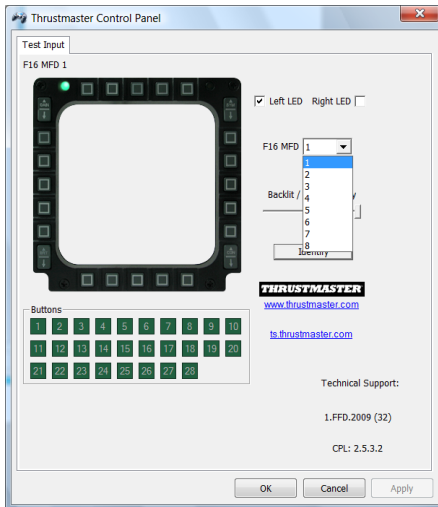 Thrustmaster Control Panel
Test Input
F16 MFD 1
Left LED Right LED
F16 MFD 1
1
2
3
4
5
6
7
8
Backlit /
y
Identify
THRUSTMASTER
www.thrustmaster.com
ts.thrustmaster.com
Buttons
1 2 3 4 5 6 7 8 9 10
11 12 13 14 15 16 17 18 19 20
21 22 23 24 25 26 27 28
Technical Support:
1.FFD.2009 (32)
CPL: 2.5.3.2
OK Cancel Apply